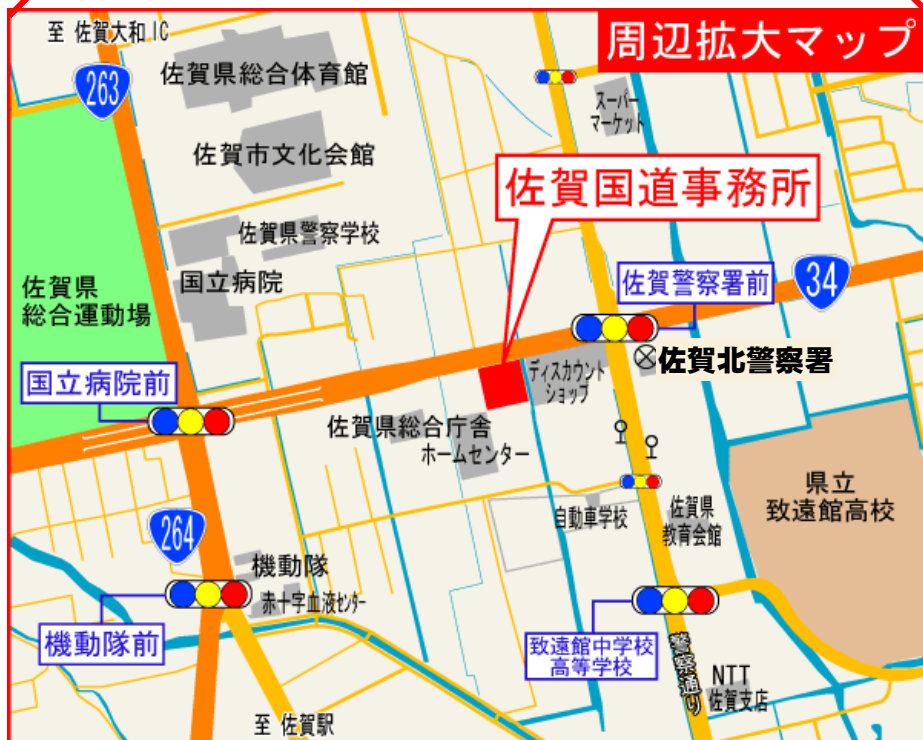 至 佐賀大和IC
周辺拡大マップ
263
佐賀県総合体育館
スーパー
マーケット
佐賀市文化会館
佐賀国道事務所
佐賀県警察学校
国立病院
佐賀警察署前
34
佐賀県
総合運動場
佐賀北警察署
国立病院前
ディスカウント
ショップ
佐賀県総合庁舎
ホームセンター
県立
致遠館高校
264
自動車学校
佐賀県
教育会館
機動隊
赤十字血液センター
機動隊前
致遠館中学校
高等学校
警察通り
NTT
佐賀支店
至 佐賀駅